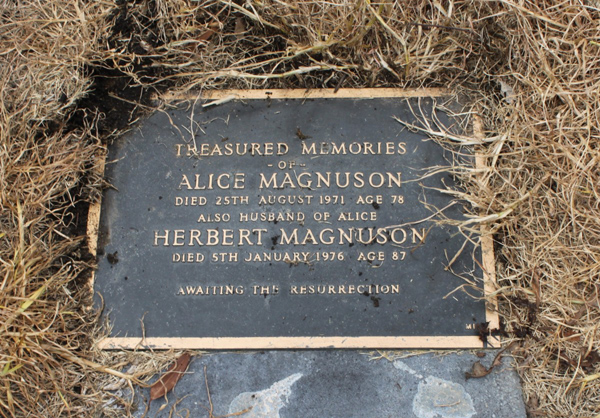 TREASURED MEMORIES
-OF-
ALICE MAGNUSON
DIED 25TH AUGUST 1971 AGE 78
ALSO HUSBAND OF ALICE
HERBERT MAGNUSON
DIED 5TH JANUARY 1976 AGE 87
AWAITING THE RESURRECTION